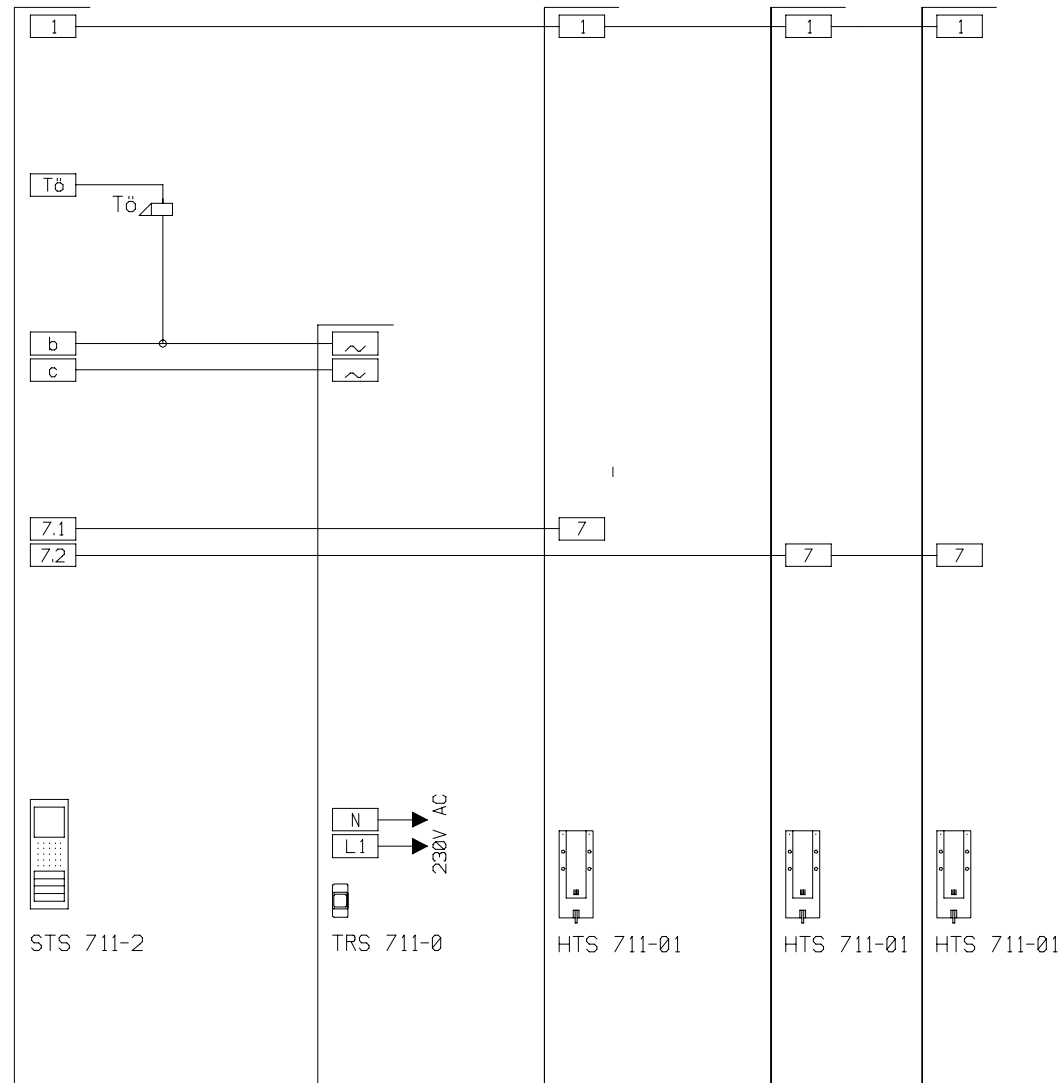 1 1 1 1
Tö
Tö
b ~
c ~
7.1 7
7.2 7 7
N
L1
230V AC
STS 711-2 TRS 711-0 HTS 711-01 HTS 711-01 HTS 711-01